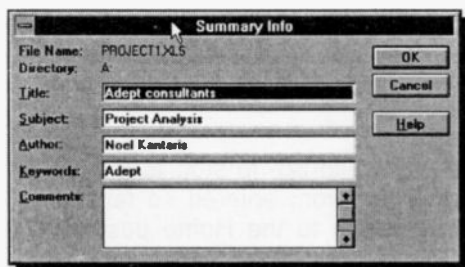 Summary Info
File Name: PROJECT1.XLS
Directory: A:
Title: Adept consultants
Subject: Project Analysis
Author: Noel Kantaris
Keywords: Adept
Comments:
OK
Cancel
Help